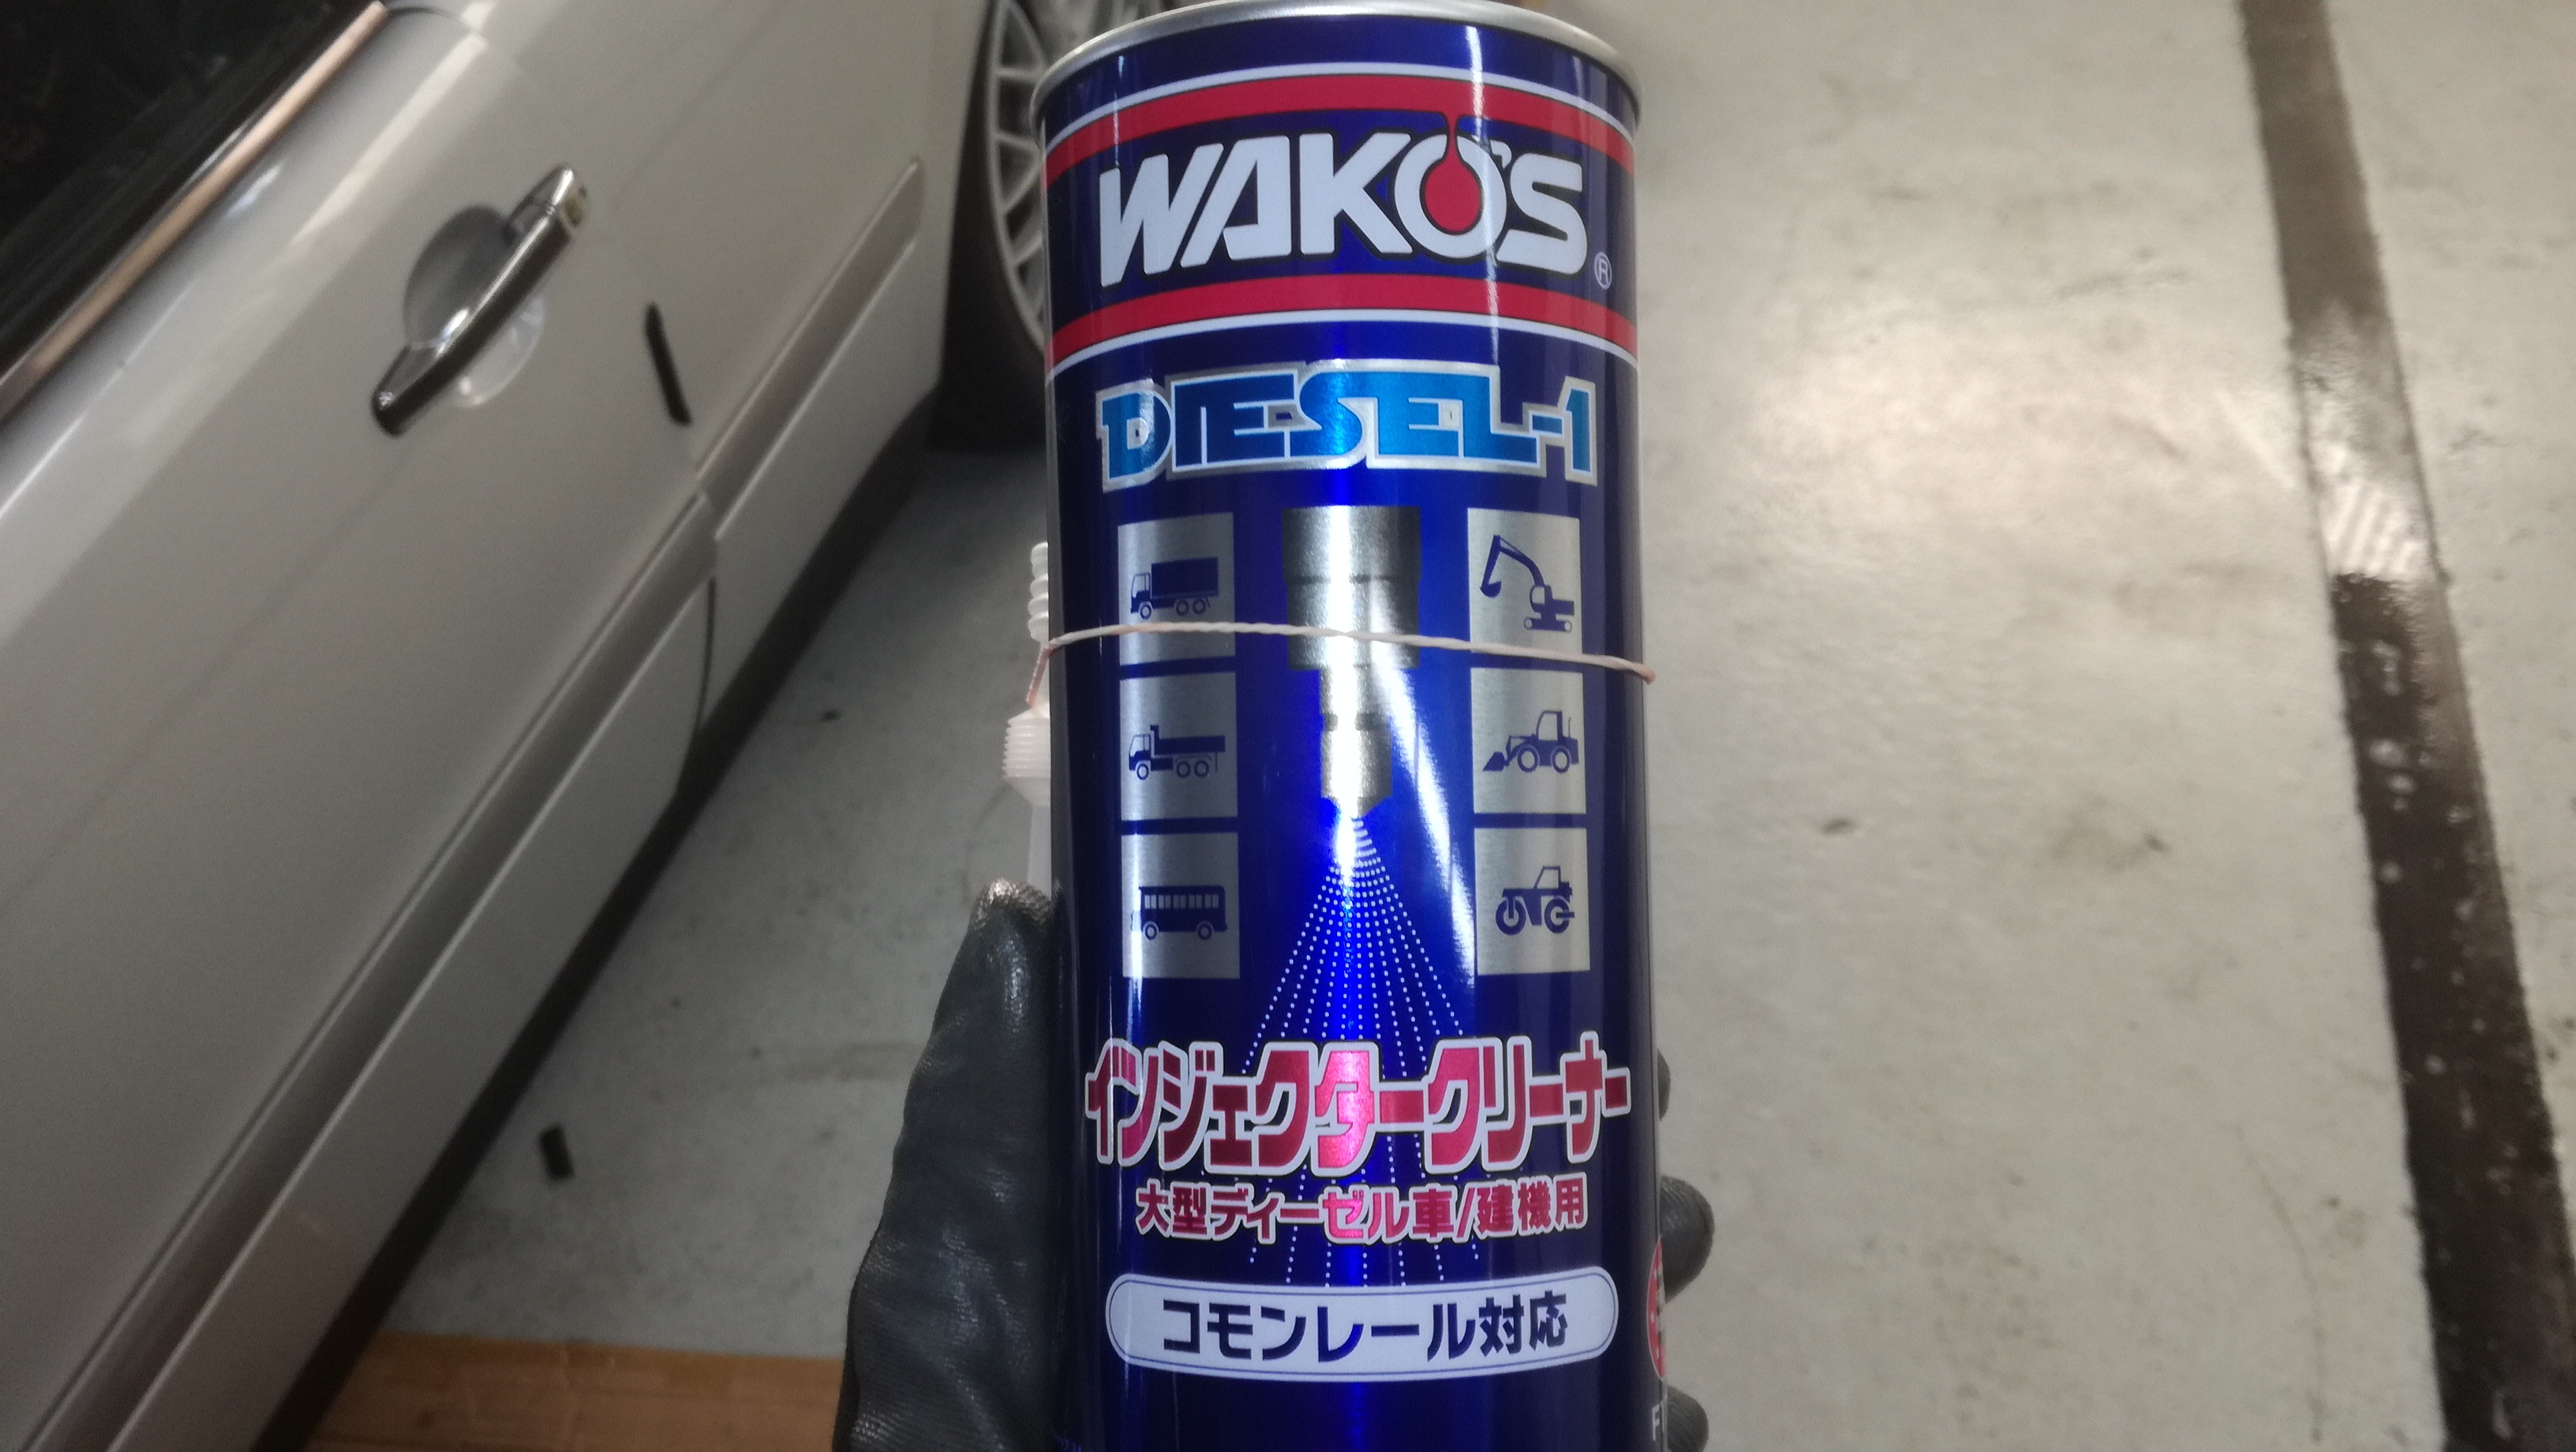 WAKO'S®
DIESEL-1
インジェクタークリーナー
大型ディーゼル車/建機用
コモンレール対応